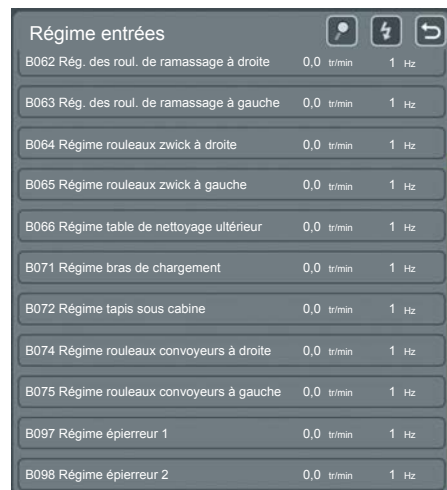 Régime entrées
B062 Rég. des roul. de ramassage à droite 0,0 tr/min 1 Hz
B063 Rég. des roul. de ramassage à gauche 0,0 tr/min 1 Hz
B064 Régime rouleaux zwick à droite 0,0 tr/min 1 Hz
B065 Régime rouleaux zwick à gauche 0,0 tr/min 1 Hz
B066 Régime table de nettoyage ultérieur 0,0 tr/min 1 Hz
B071 Régime bras de chargement 0,0 tr/min 1 Hz
B072 Régime tapis sous cabine 0,0 tr/min 1 Hz
B074 Régime rouleaux convoyeurs à droite 0,0 tr/min 1 Hz
B075 Régime rouleaux convoyeurs à gauche 0,0 tr/min 1 Hz
B097 Régime épierreur 1 0,0 tr/min 1 Hz
B098 Régime épierreur 2 0,0 tr/min 1 Hz